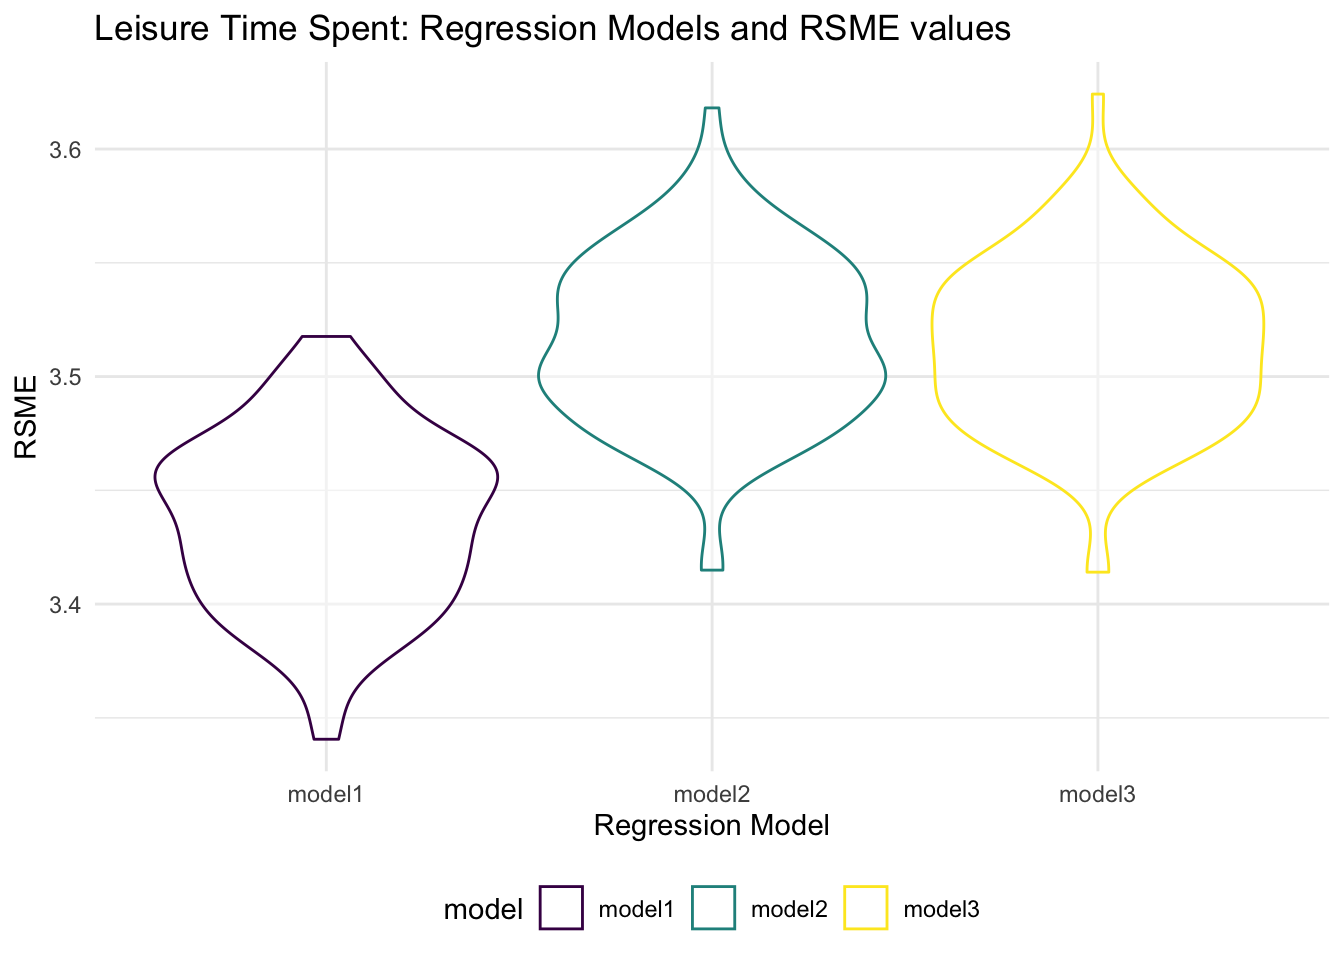 Leisure Time Spent: Regression Models and RSME values
RSME
3.6
3.5
3.4
model1 model2 model3
Regression Model
model model1 model2 model3